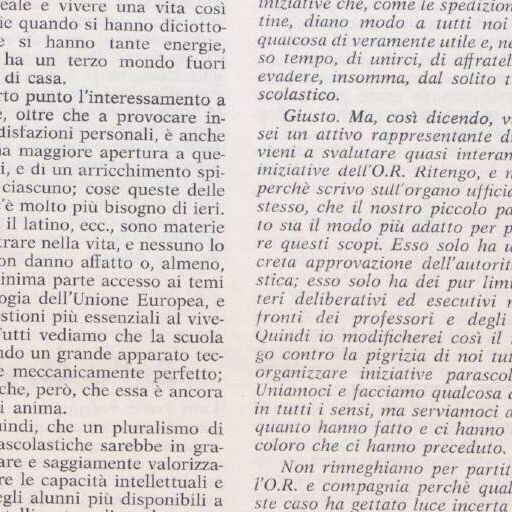 eale e vivere una vita così
ie quando si hanno diciotto-
e si hanno tante energie,
ha un terzo mondo fuori
di casa.
rto punto l'interessamento a
e, oltre che a provocare in-
disfazioni personali, è anche
na maggiore apertura a que-
i, e di un arricchimento spi-
ciascuno; cose queste delle
'è molto più bisogno di ieri.
il latino, ecc., sono materie
trare nella vita, e nessuno lo
on danno affatto o, almeno,
inima parte accesso ai temi
ogia dell'Unione Europea, e
estioni più essenziali al vive-
Tutti vediamo che la scuola
ndo un grande apparato tec-
e meccanicamente perfetto;
che, però, che essa è ancora
i anima.
uindi, che un pluralismo di
ascolastiche sarebbe in gra-
are e saggiamente valorizza-
re le capacità intellettuali e
egli alunni più disponibili a
iniziative che, come le spedizion
tine, diano modo a tutti noi
qualcosa di veramente utile e, ne
so tempo, di unirci, di affratel
evadere, insomma, dal solito t
scolastico.
Giusto. Ma, così dicendo, v
sei un attivo rappresentante d
vieni a svalutare quasi interan
iniziative dell'O.R. Ritengo, e n
perchè scrivo sull'organo ufficia
stesso, che il nostro piccolo pa
to sia il modo più adatto per p
re questi scopi. Esso solo ha u
creta approvazione dell'autorit
stica; esso solo ha dei pur limi
teri deliberativi ed esecutivi n
fronti dei professori e degli
Quindi io modificherei così il
go contro la pigrizia di noi tut
organizzare iniziative parascol
Uniamoci e facciamo qualcosa d
in tutti i sensi, ma serviamoci d
quanto hanno fatto e ci hanno
coloro che ci hanno preceduto.
Non rinneghiamo per partit
l'O.R. e compagnia perchè qual
ste caso ha gettato luce incerta